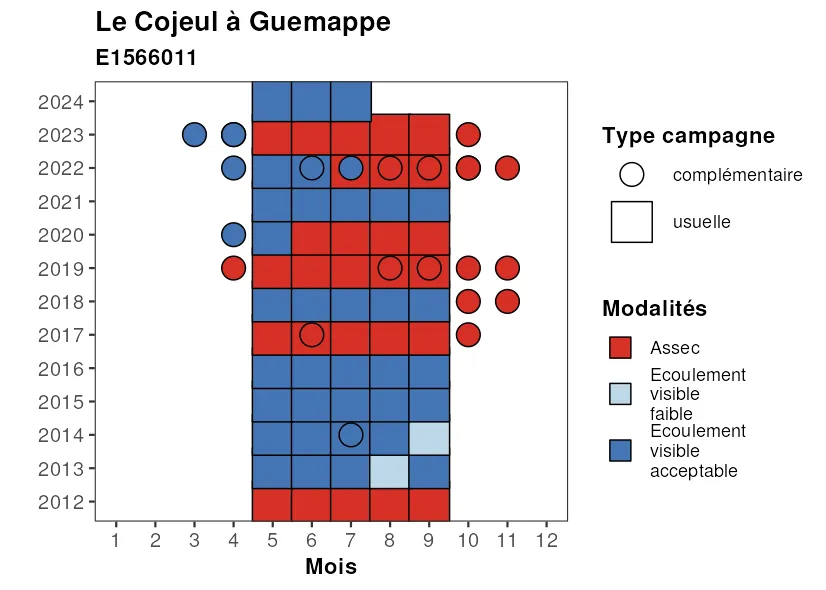 Le Cojeul à Guemappe
E1566011
2024
2023
2022
2021
2020
2019
2018
2017
2016
2015
2014
2013
2012
1 2 3 4 5 6 7 8 9 10 11 12
Mois
Type campagne
complémentaire
usuelle
Modalités
Assec
Ecoulement
visible
faible
Ecoulement
visible
acceptable